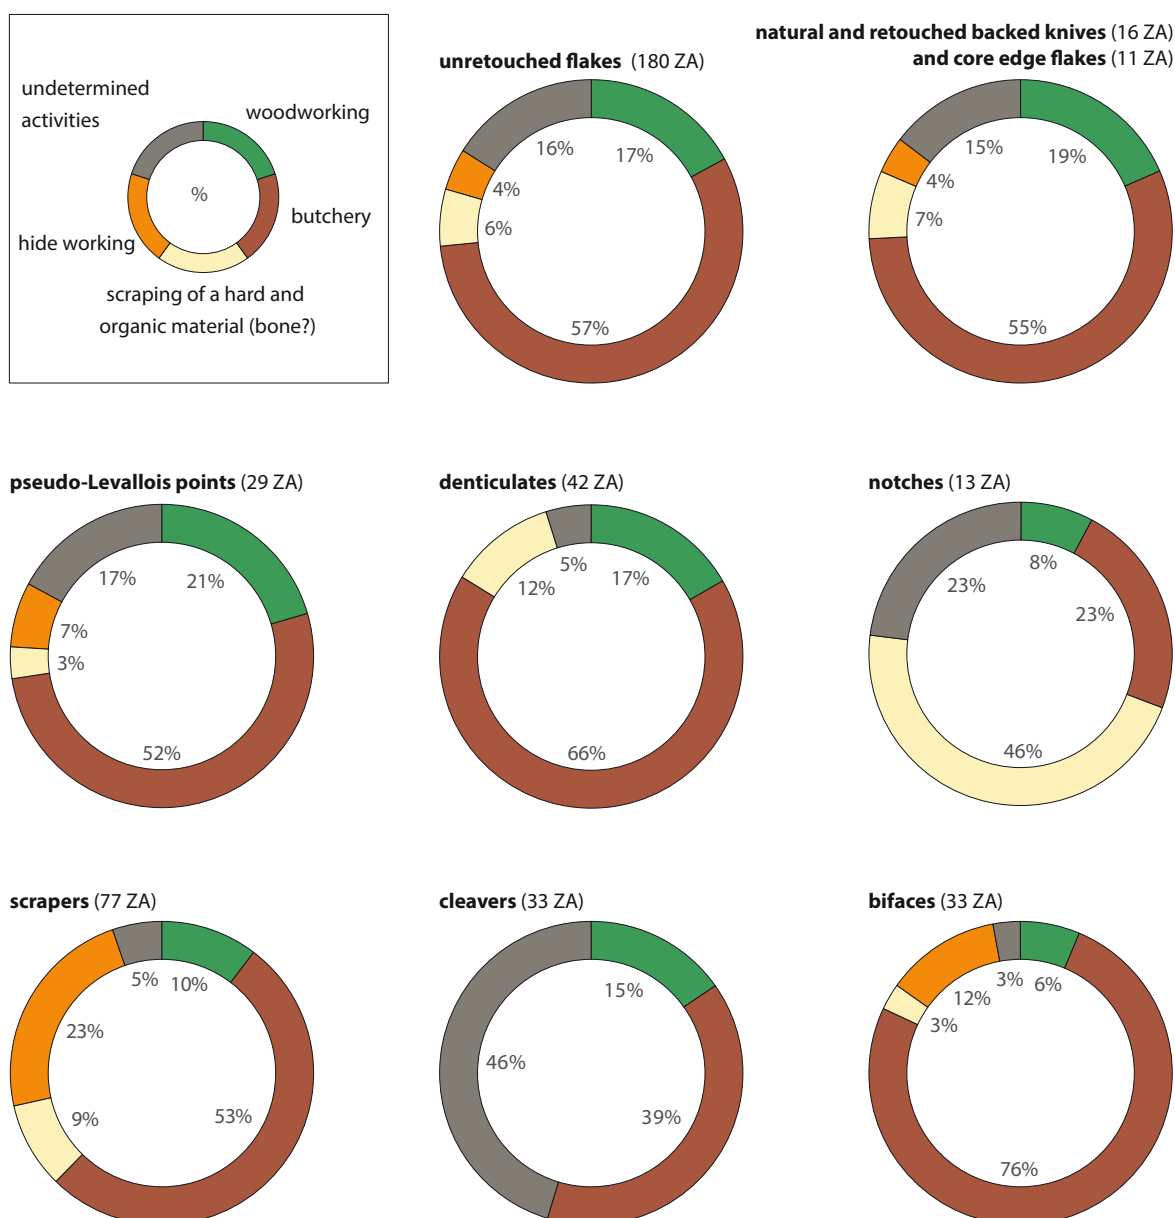 undetermined
activities
woodworking
%
butchery
hide working
scraping of a hard and
organic material (bone?)
unretouched flakes (180 ZA)
16%
17%
4%
6%
57%
natural and retouched backed knives (16 ZA)
and core edge flakes (11 ZA)
15%
19%
4%
7%
55%
pseudo-Levallois points (29 ZA)
17%
21%
7%
3%
52%
denticulates (42 ZA)
5%
12%
17%
66%
notches (13 ZA)
8%
23%
23%
46%
scrapers (77 ZA)
5%
10%
23%
9%
53%
cleavers (33 ZA)
15%
46%
39%
bifaces (33 ZA)
3%
6%
12%
3%
76%